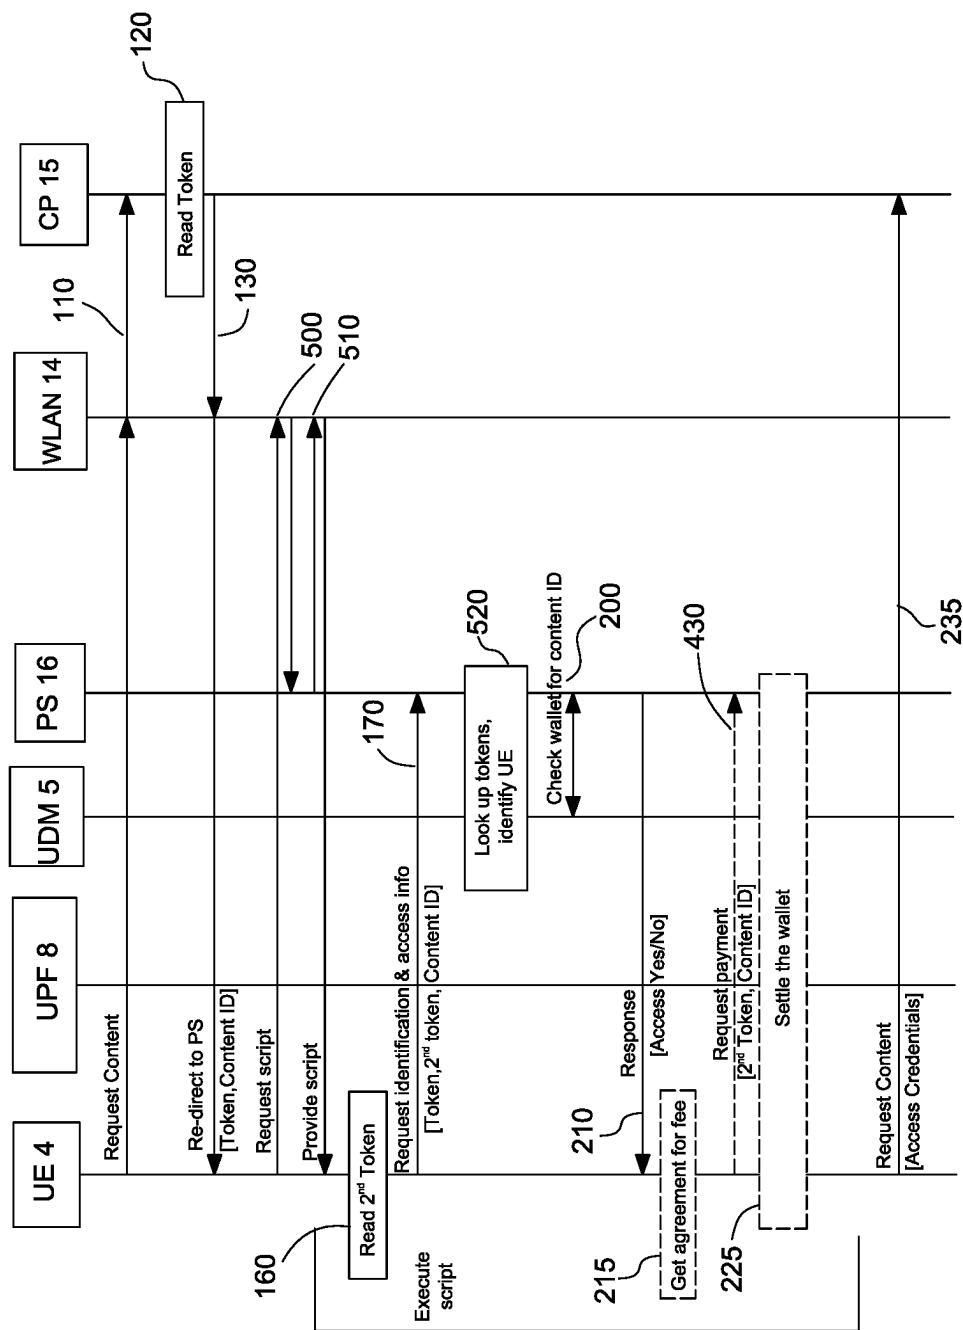 UE 4
UPF 8
UDM 5
PS 16
WLAN 14
CP 15
Request Content
110
Read Token
120
130
Re-direct to PS
[Token,Content ID]
Request script
500
Provide script
510
Execute
script
Read 2nd Token
160
Request identification & access info
[Token,2nd token, Content ID]
170
Look up tokens,
identify UE
520
Check wallet for content ID
200
Response
[Access Yes/No]
210
Get agreement for fee
215
Request payment
[2nd Token, Content ID]
430
Settle the wallet
225
Request Content
[Access Credentials]
235